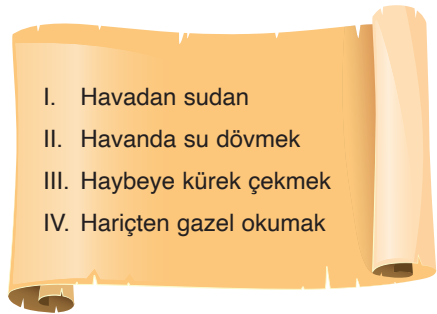 I. Havadan sudan
II. Havanda su dövmek
III. Haybeye kürek çekmek
IV. Hariçten gazel okumak